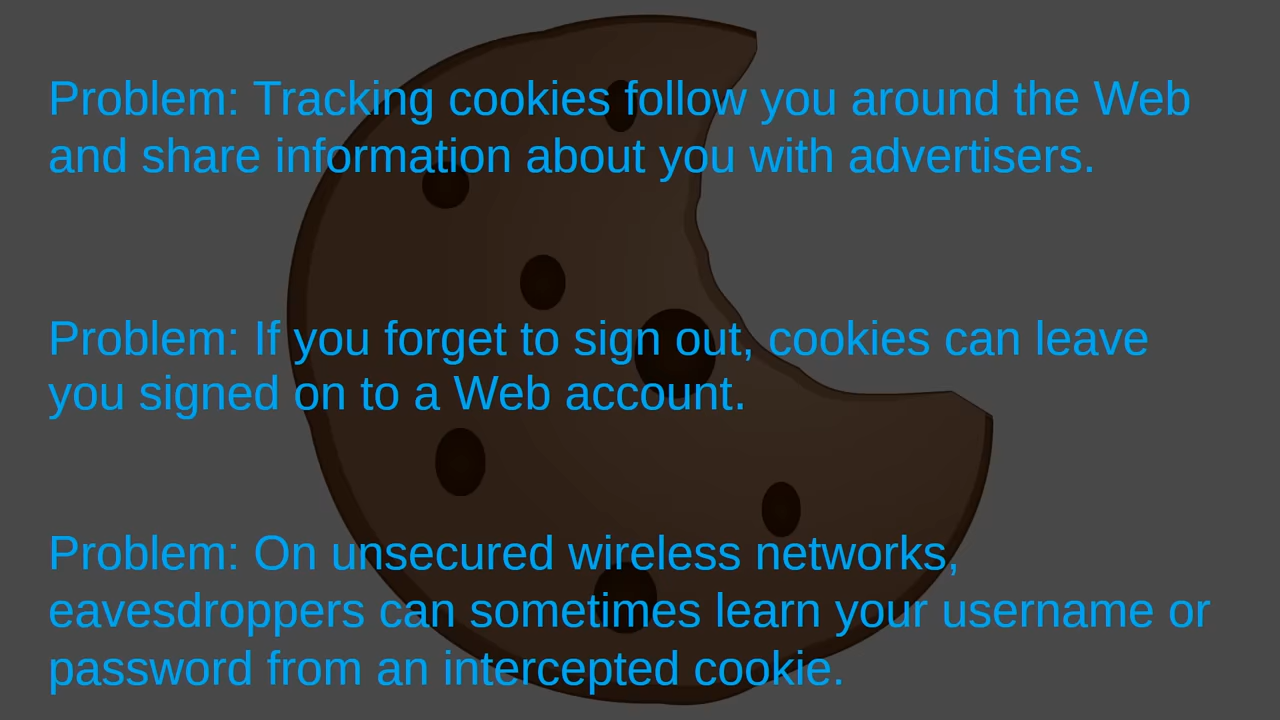 Problem: Tracking cookies follow you around the Web
and share information about you with advertisers.
Problem: If you forget to sign out, cookies can leave
you signed on to a Web account.
Problem: On unsecured wireless networks,
eavesdroppers can sometimes learn your username or
password from an intercepted cookie.